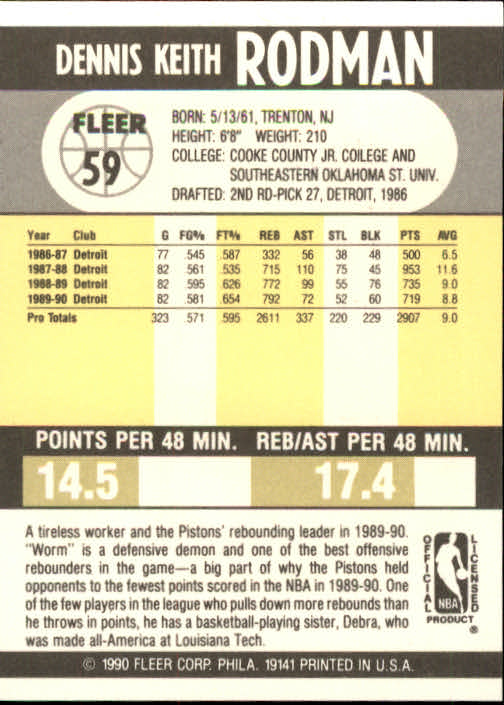 DENNIS KEITH RODMAN
FLEER
59
BORN: 5/13/61, TRENTON, NJ
HEIGHT: 6'8" WEIGHT: 210
COLLEGE: COOKE COUNTY JR. COILEGE AND
SOUTHEASTERN OKLAHOMA ST. UNIV.
DRAFTED: 2ND RD-PICK 27, DETROIT, 1986
Year Club G FG% FT% REB AST STL BLK PTS AVG
1986-87 Detroit 77 .545 .587 332 56 38 48 500 6.5
1987-88 Detroit 82 .561 .535 715 110 75 45 953 11.6
1988-89 Detroit 82 .595 .626 772 99 55 76 735 9.0
1989-90 Detroit 82 .581 .654 792 72 52 60 719 8.8
Pro Totals 323 .571 .595 2611 337 220 229 2907 9.0
POINTS PER 48 MIN. REB/AST PER 48 MIN.
14.5 17.4
A tireless worker and the Pistons' rebounding leader in 1989-90.
"Worm" is a defensive demon and one of the best offensive
rebounders in the game—a big part of why the Pistons held
opponents to the fewest points scored in the NBA in 1989-90. One
of the few players in the league who pulls down more rebounds than
he throws in points, he has a basketball-playing sister, Debra, who
was made all-America at Louisiana Tech.
OFFICIAL LICENSED
NBA
PRODUCT
®
© 1990 FLEER CORP. PHILA. 19141 PRINTED IN U.S.A.